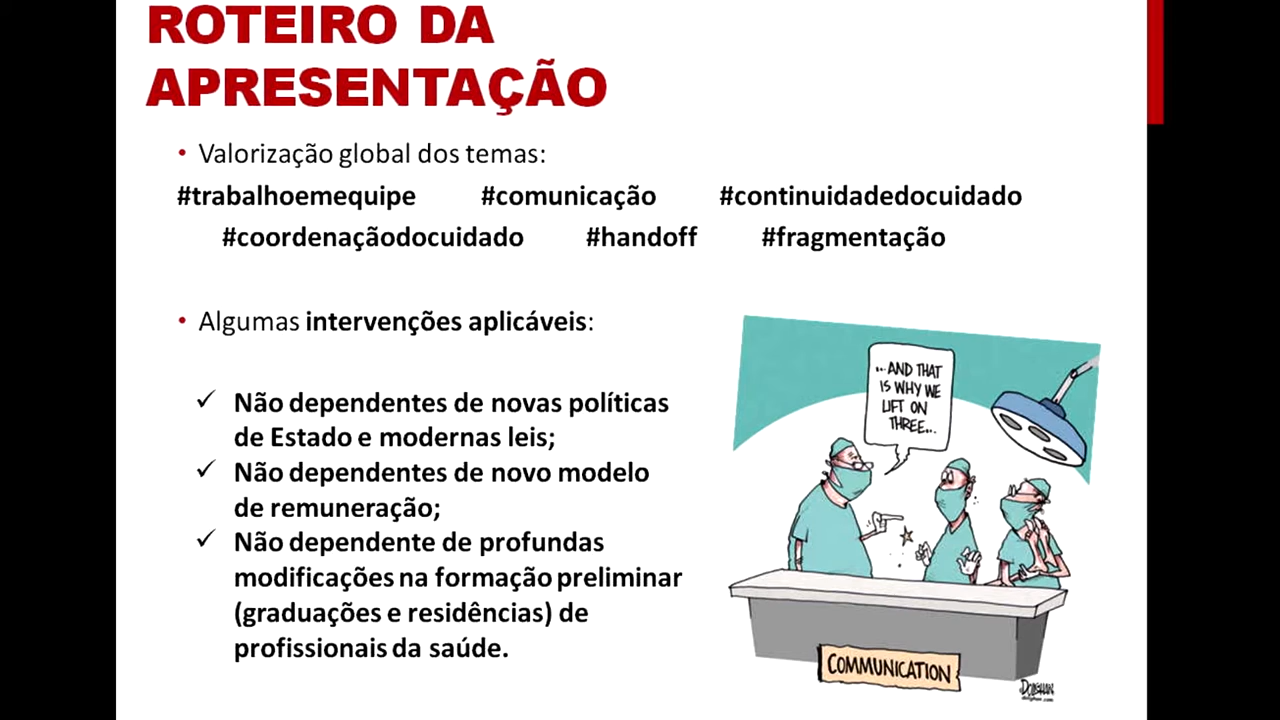 ROTEIRO DA
APRESENTAÇÃO
• Valorização global dos temas:
#trabalhoemequipe #comunicação #continuidadedocuidado
#coordenaçãodocuidado #handoff #fragmentação
• Algumas intervenções aplicáveis:
✓ Não dependentes de novas políticas
de Estado e modernas leis;
✓ Não dependentes de novo modelo
de remuneração;
✓ Não dependente de profundas
modificações na formação preliminar
(graduações e residências) de
profissionais da saúde.
...AND THAT
IS WHY WE
LIFT ON
THREE...
COMMUNICATION